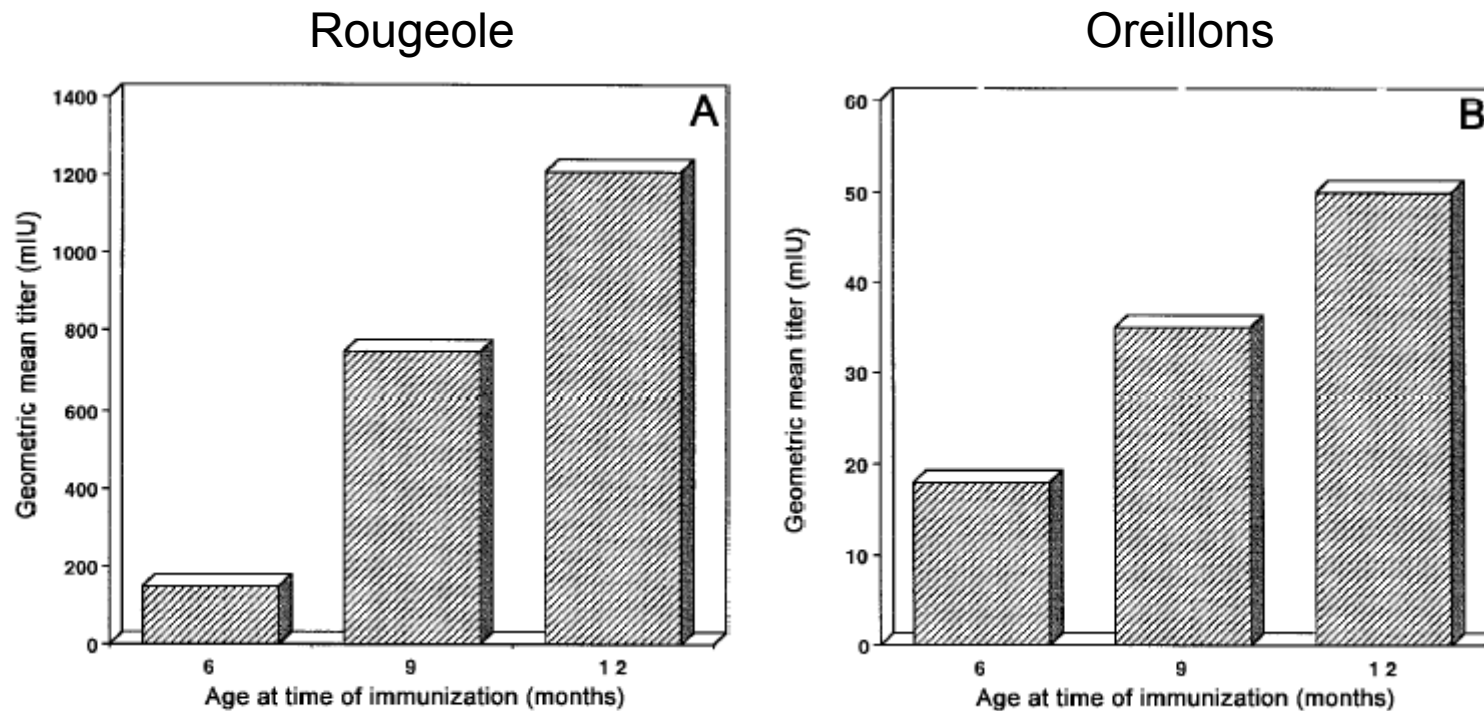 Rougeole
A
Geometric mean titer (mIU)
1400
1200
1000
800
600
400
200
0
6 9 12
Age at time of immunization (months)
Oreillons
B
Geometric mean titer (mIU)
60
50
40
30
20
10
0
6 9 12
Age at time of immunization (months)